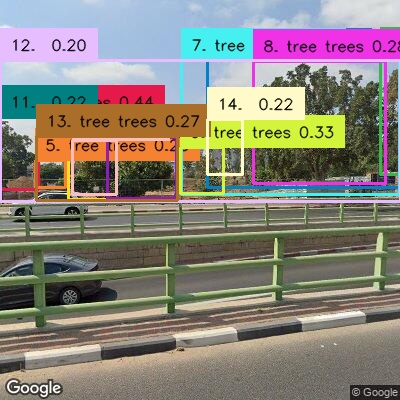 12. 0.20
7. tree
8. tree trees 0.28
11. 0.22
es 0.44
14. 0.22
13. tree trees 0.27
tree trees 0.33
5. tree trees 0.2
Google
© Google